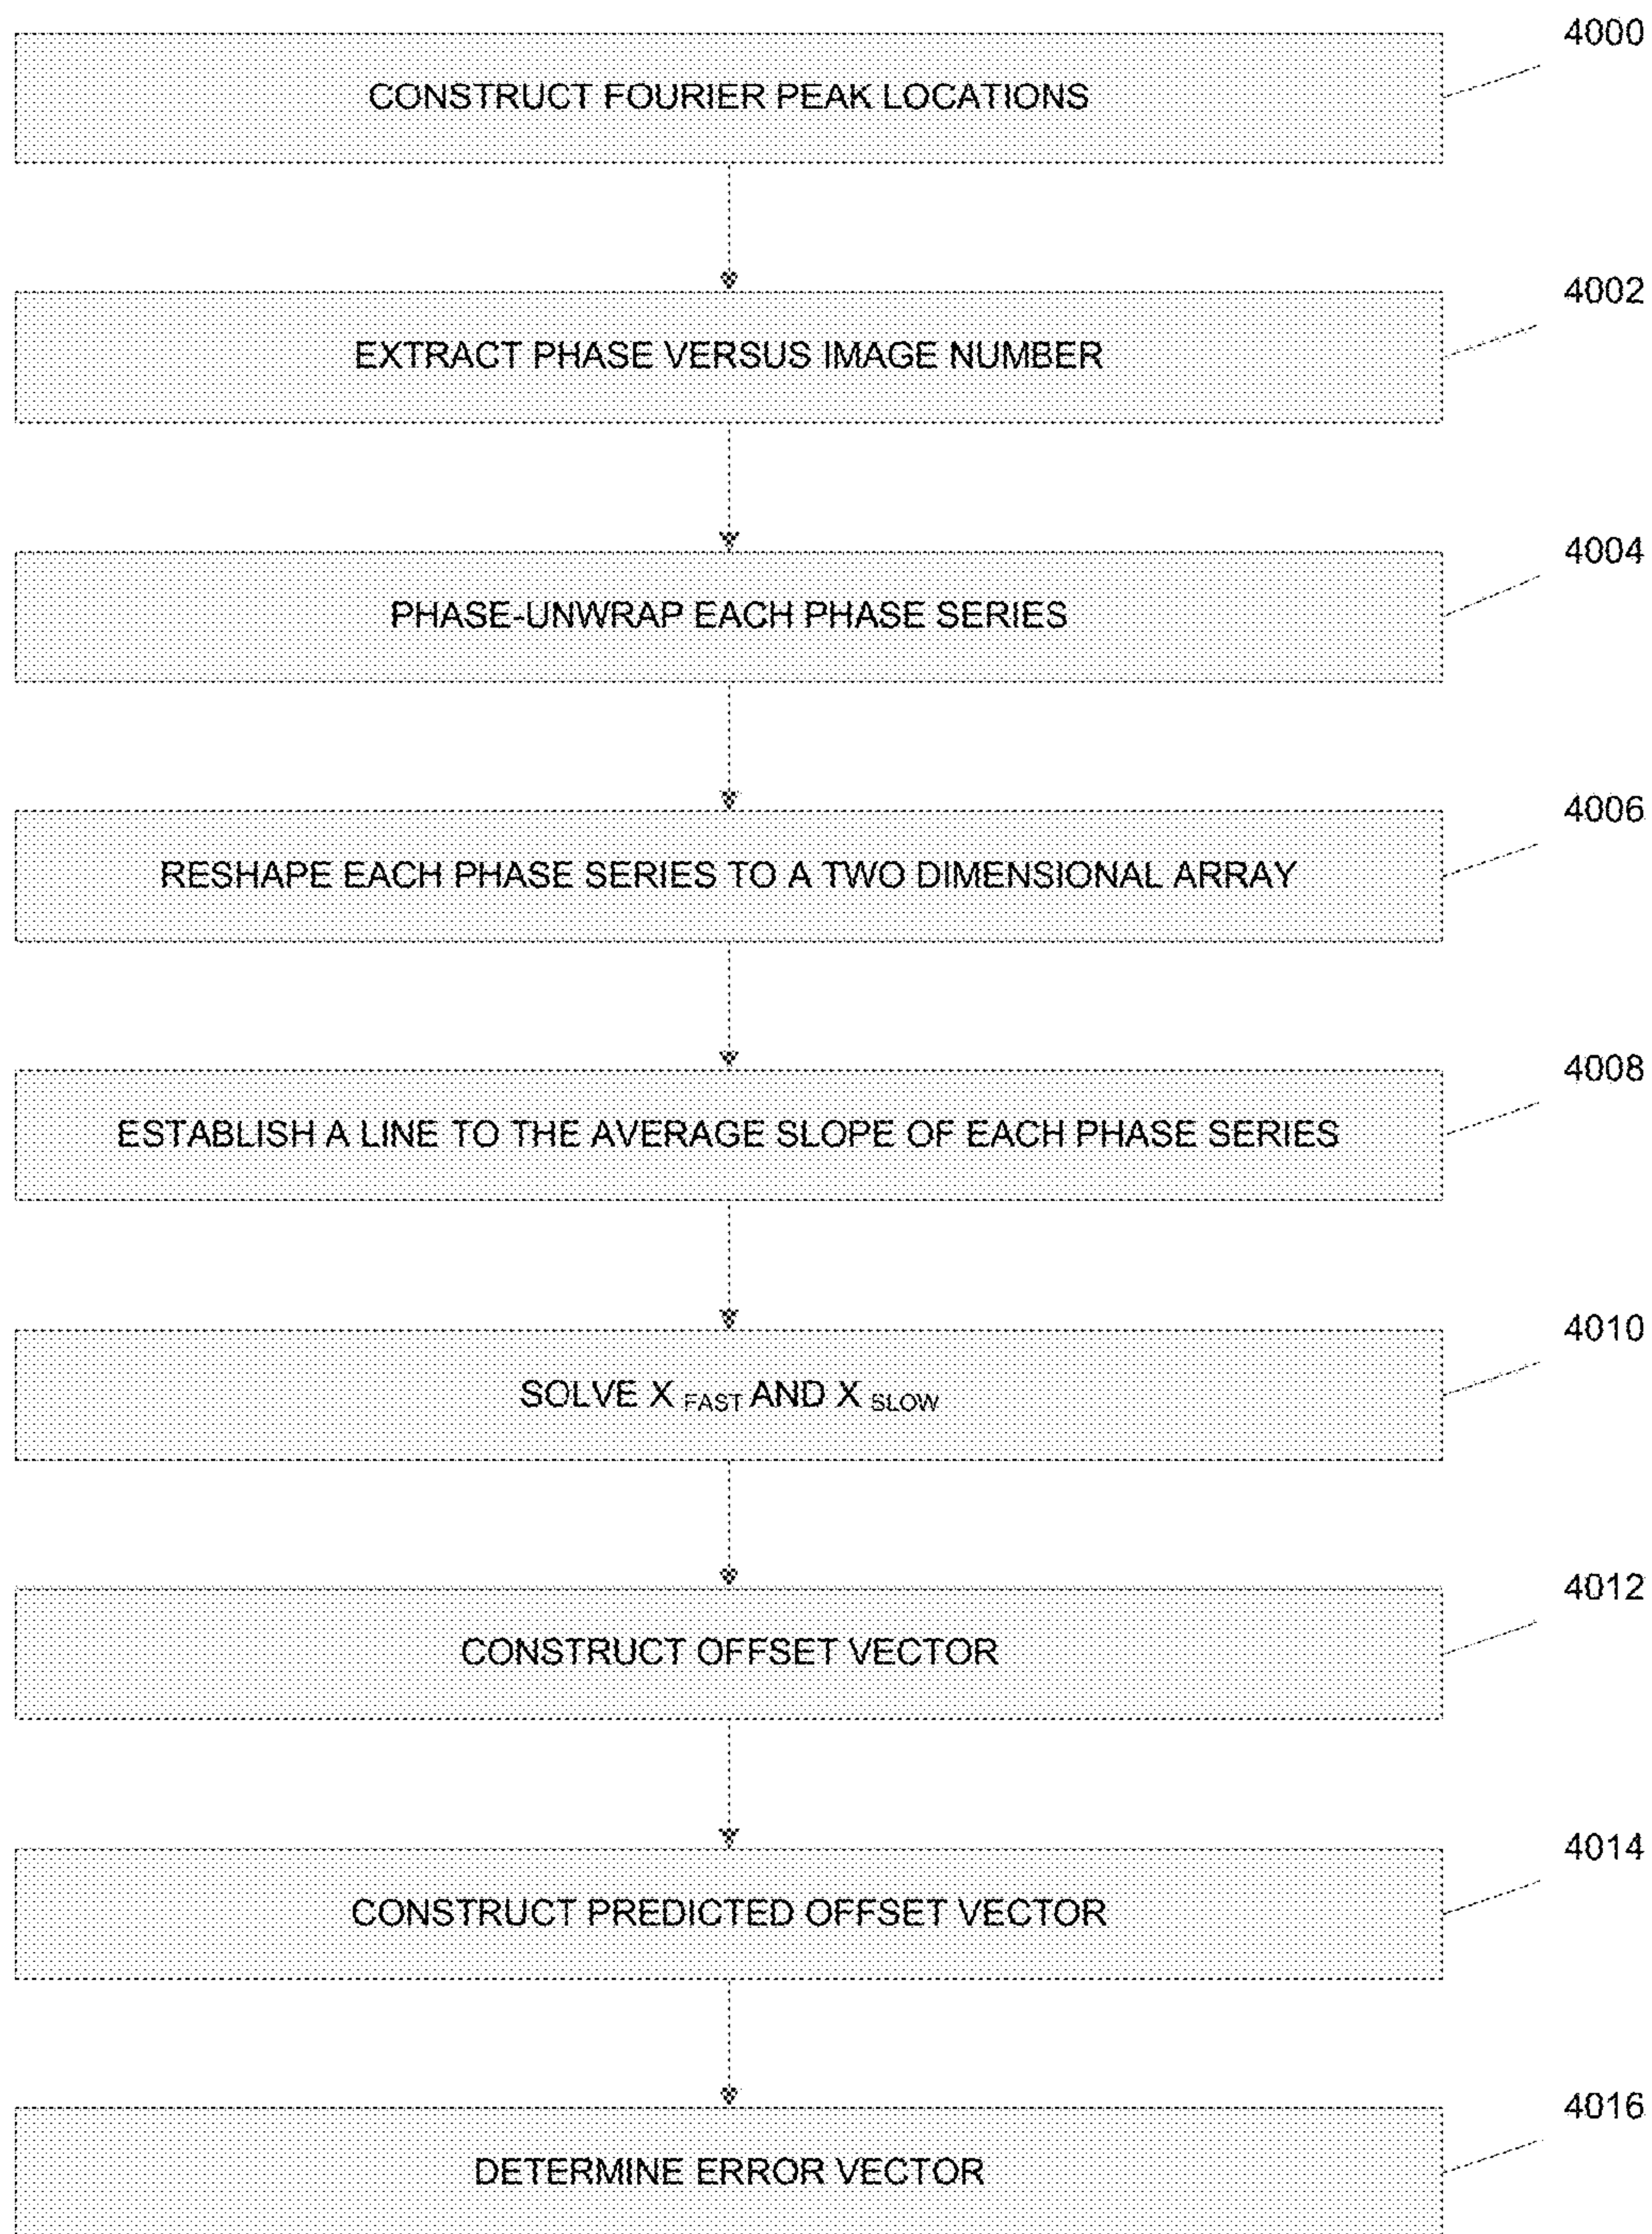 4000
CONSTRUCT FOURIER PEAK LOCATIONS
4002
EXTRACT PHASE VERSUS IMAGE NUMBER
4004
PHASE-UNWRAP EACH PHASE SERIES
4006
RESHAPE EACH PHASE SERIES TO A TWO DIMENSIONAL ARRAY
4008
ESTABLISH A LINE TO THE AVERAGE SLOPE OF EACH PHASE SERIES
4010
SOLVE X FAST AND X SLOW
4012
CONSTRUCT OFFSET VECTOR
4014
CONSTRUCT PREDICTED OFFSET VECTOR
4016
DETERMINE ERROR VECTOR